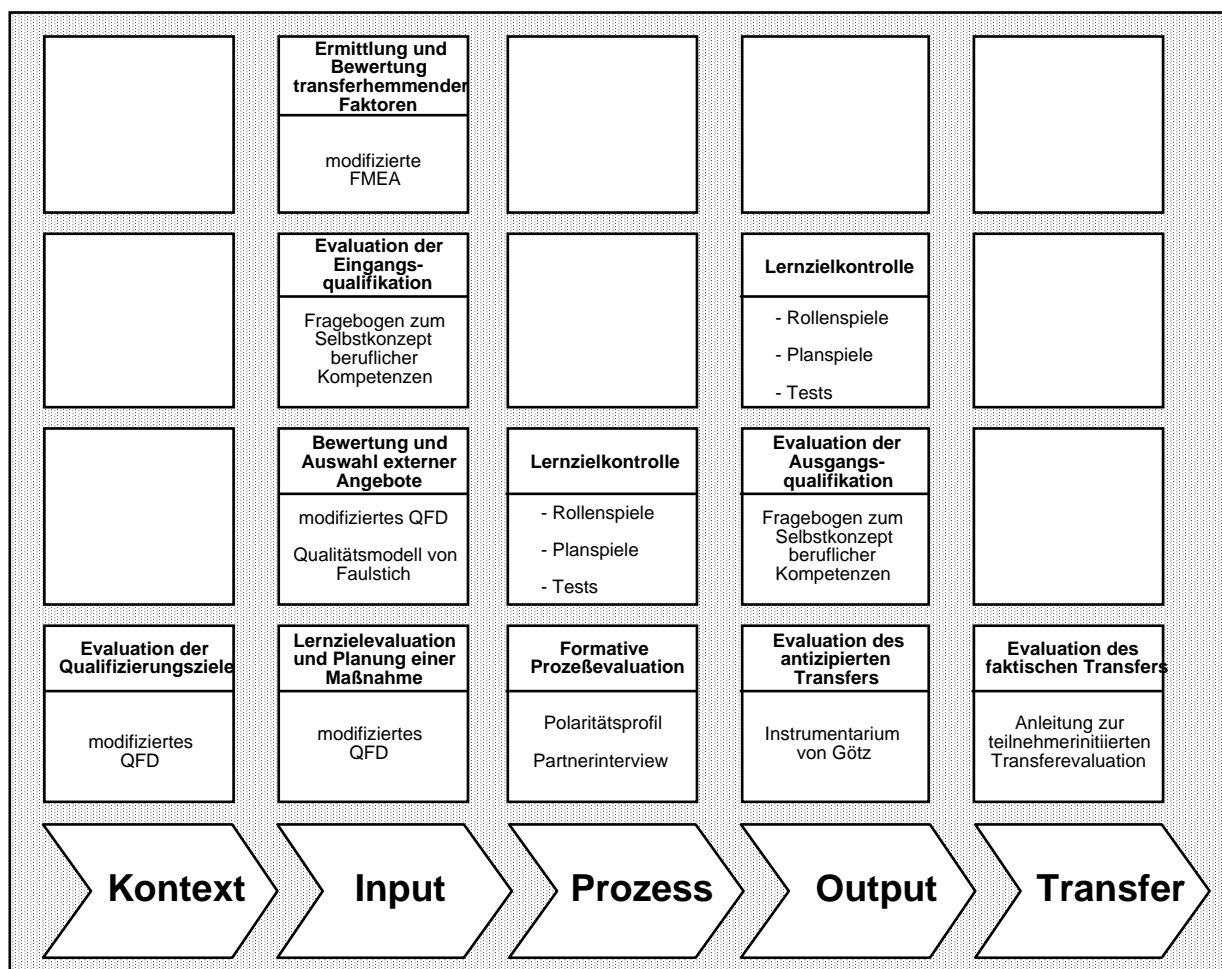 Ermittlung und
Bewertung
transferhemmender
Faktoren
modifizierte
FMEA
Evaluation der
Eingangs-
qualifikation
Fragebogen zum
Selbstkonzept
beruflicher
Kompetenzen
Lernzielkontrolle
- Rollenspiele
- Planspiele
- Tests
Bewertung und
Auswahl externer
Angebote
modifiziertes QFD
Qualitätsmodell von
Faulstich
Lernzielkontrolle
- Rollenspiele
- Planspiele
- Tests
Evaluation der
Ausgangs-
qualifikation
Fragebogen zum
Selbstkonzept
beruflicher
Kompetenzen
Evaluation der
Qualifizierungsziele
modifiziertes
QFD
Lernzielevaluation
und Planung einer
Maßnahme
modifiziertes
QFD
Formative
Prozeßevaluation
Polaritätsprofil
Partnerinterview
Evaluation des
antizipierten
Transfers
Instrumentarium
von Götz
Evaluation des
faktischen Transfers
Anleitung zur
teilnehmerinitiierten
Transferevaluation
Kontext
Input
Prozess
Output
Transfer